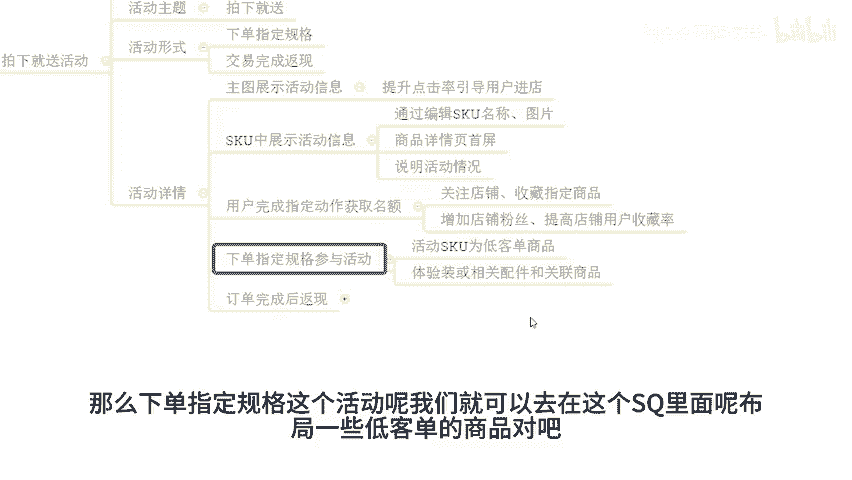 活动主题
拍下就送
下单指定规格
活动形式
拍下就送活动
交易完成返现
主图展示活动信息
提升点击率引导用户进店
通过编辑SKU名称、图片
SKU中展示活动信息
商品详情页首屏
说明活动情况
活动详情
关注店铺、收藏指定商品
用户完成指定动作获取名额
增加店铺粉丝、提高店铺用户收藏率
活动SKU为低客单商品
下单指定规格参与活动
体验装或相关配件和关联商品
订单完成后返现
bilibili
那么下单指定规格这个活动呢我们就可以去在这个SQ里面呢布
局一些低客单的商品对吧